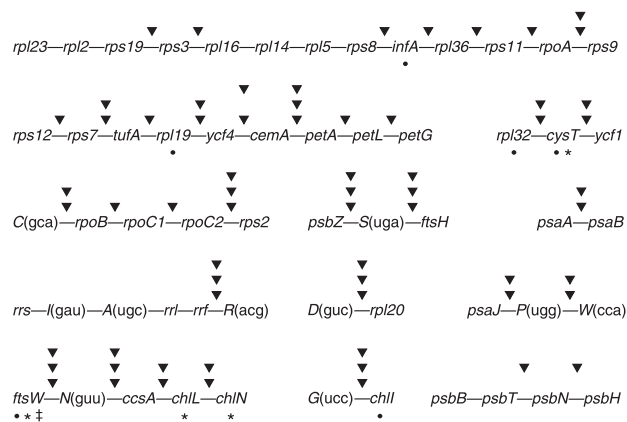 rpl23—rpl2—rps19—rps3—rpl16—rpl14—rpl5—rps8—infA—rpl36—rps11—rpoA—rps9
rps12—rps7—tufA—rpl19—ycf4—cemA—petA—petL—petG rpl32—cysT—ycf1
C(gca)—rpoB—rpoC1—rpoC2—rps2 psbZ—S(uga)—ftsH psaA—psaB
rrs—I(gau)—A(ugc)—rrl—rrf—R(acg) D(guc)—rpl20 psaJ—P(ugg)—W(cca)
ftsW—N(guu)—ccsA—chlL—chlN G(ucc)—chlI psbB—psbT—psbN—psbH